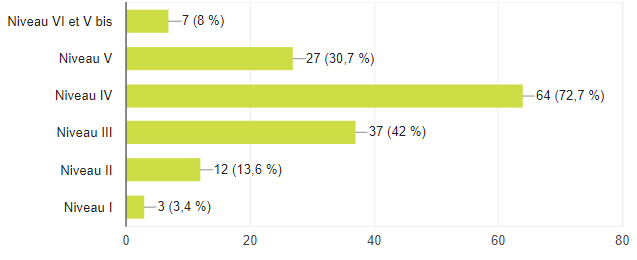 Niveau VI et V bis 7 (8 %)
Niveau V 27 (30,7 %)
Niveau IV 64 (72,7 %)
Niveau III 37 (42 %)
Niveau II 12 (13,6 %)
Niveau I 3 (3,4 %)
0 20 40 60 80